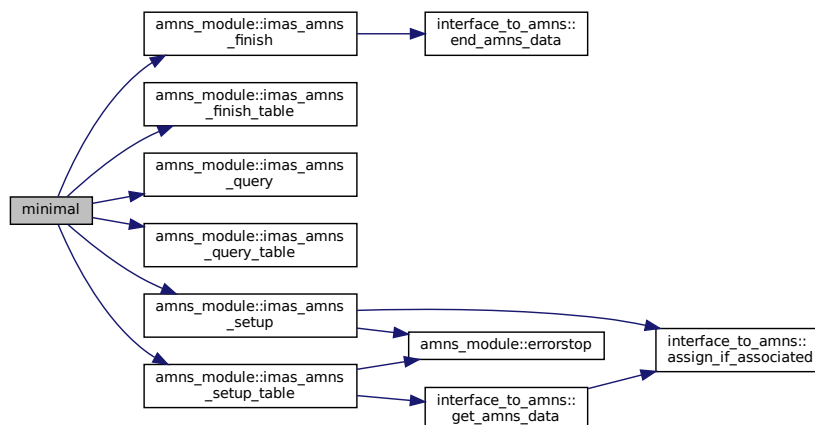 amns_module::imas_amns
_finish
interface_to_amns::
end_amns_data
amns_module::imas_amns
_finish_table
amns_module::imas_amns
_query
minimal
amns_module::imas_amns
_query_table
amns_module::imas_amns
_setup
amns_module::errorstop
interface_to_amns::
assign_if_associated
amns_module::imas_amns
_setup_table
interface_to_amns::
get_amns_data